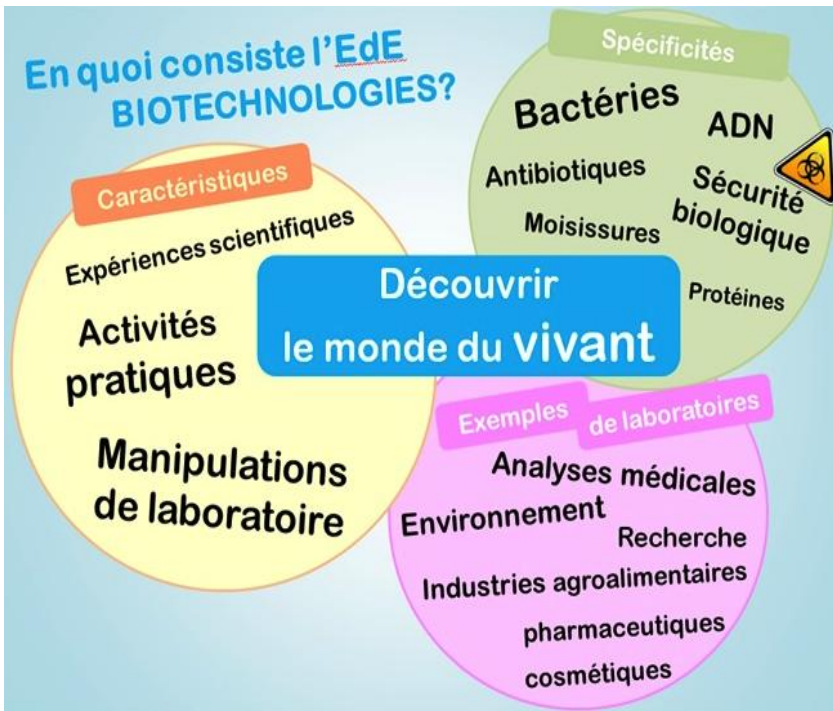 En quoi consiste l'EdE
BIOTECHNOLOGIES?
Caractéristiques
Expériences scientifiques
Activités
pratiques
Manipulations
de laboratoire
Découvrir
le monde du vivant
Spécificités
Bactéries
ADN
Antibiotiques
Sécurité
biologique
Moisissures
Protéines
Exemples de laboratoires
Analyses médicales
Environnement
Recherche
Industries agroalimentaires
pharmaceutiques
cosmétiques